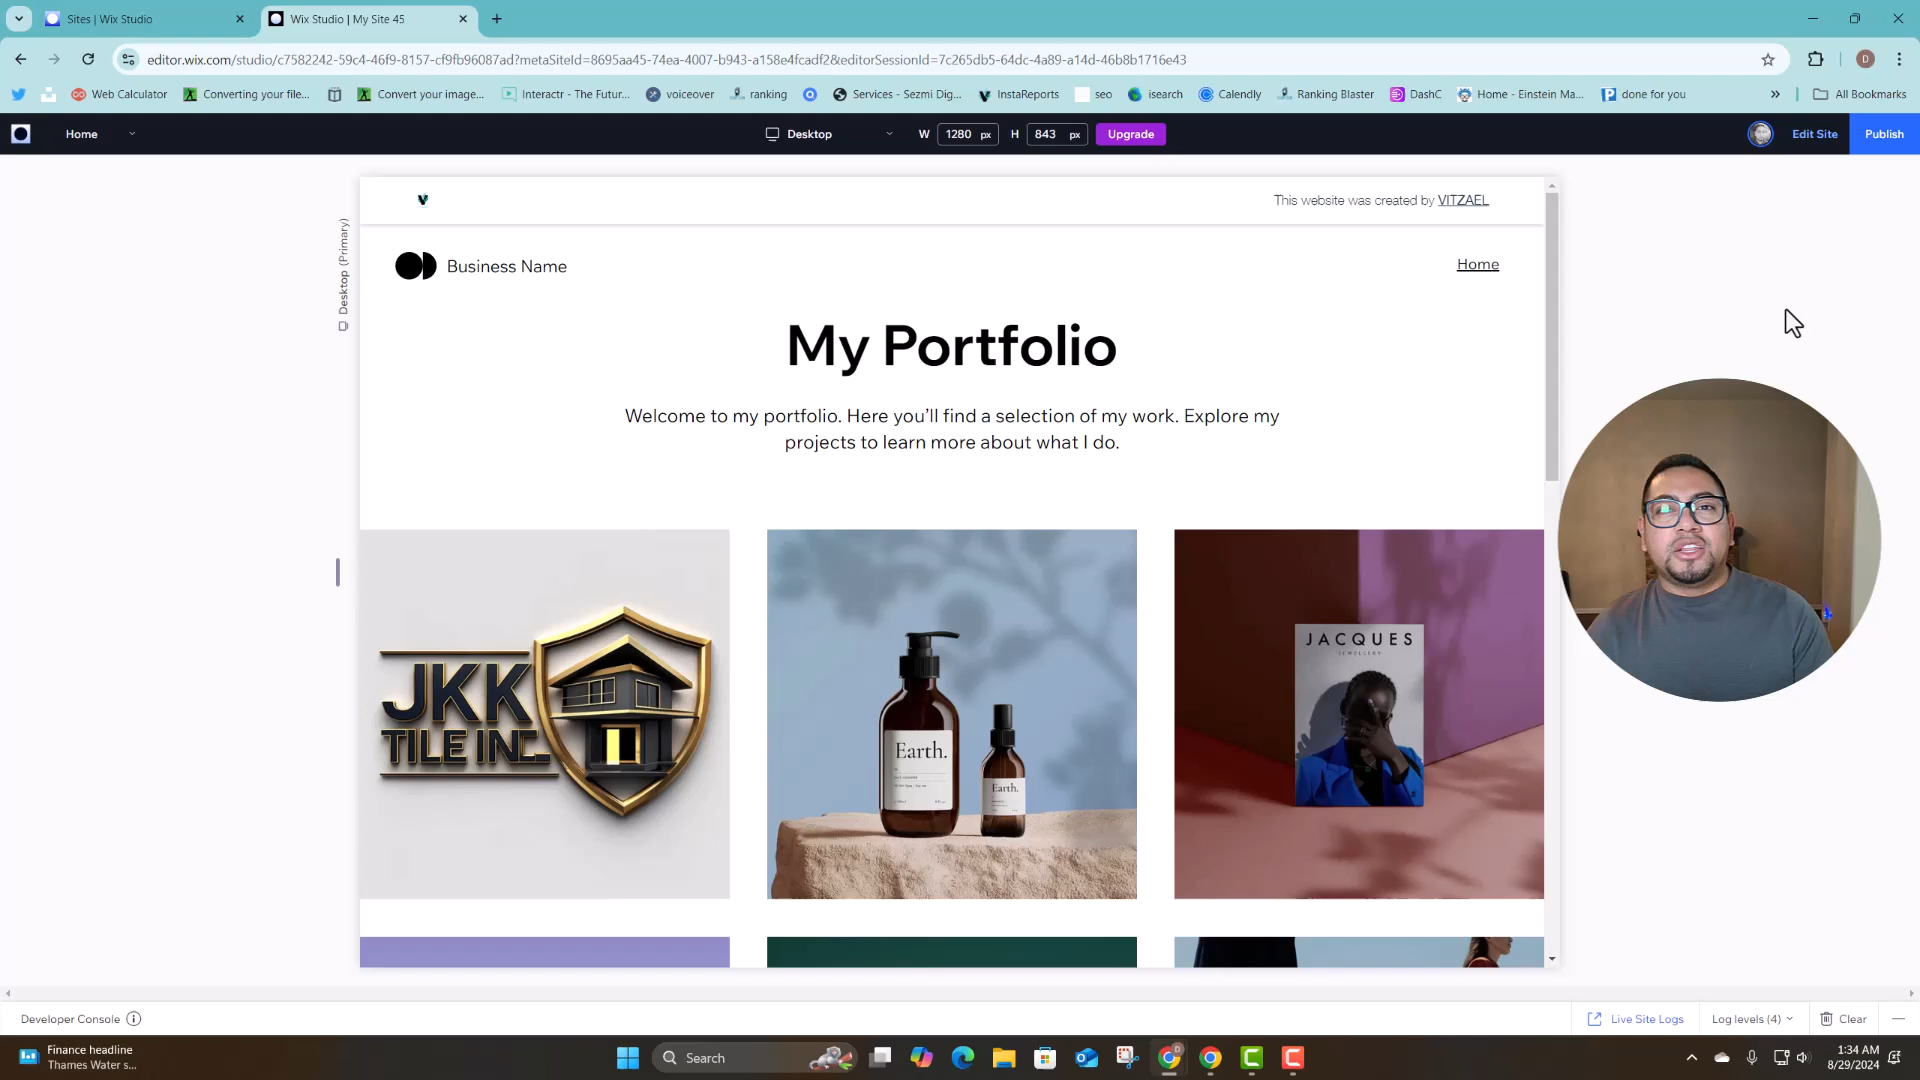 Sites | Wix Studio
Wix Studio | My Site 45
editor.wix.com/studio/c7582242-59c4-46f9-8157-cf9fb96087ad?metaSiteId=8695aa45-74ea-4007-b943-a158e4fcadf2&editorSessionId=7c265db5-64dc-4a89-a14d-46b8b1716e43
D
Web Calculator
Converting your file...
Convert your image...
Interactr - The Futur...
voiceover
ranking
Services - Sezmi Dig...
InstaReports
seo
isearch
Calendly
Ranking Blaster
DashC
Home - Einstein Ma...
done for you
All Bookmarks
Home
Desktop
W 1280 px H 843 px
Upgrade
Edit Site
Publish
Desktop (Primary)
This website was created by VITZAEL
Business Name
Home
My Portfolio
Welcome to my portfolio. Here you'll find a selection of my work. Explore my
projects to learn more about what I do.
JKK
TILE INC.
Earth.
Earth.
JACQUES
JEWELLERY
Developer Console
Live Site Logs
Log levels (4)
Clear
Finance headline
Thames Water s...
Search
1:34 AM
8/29/2024